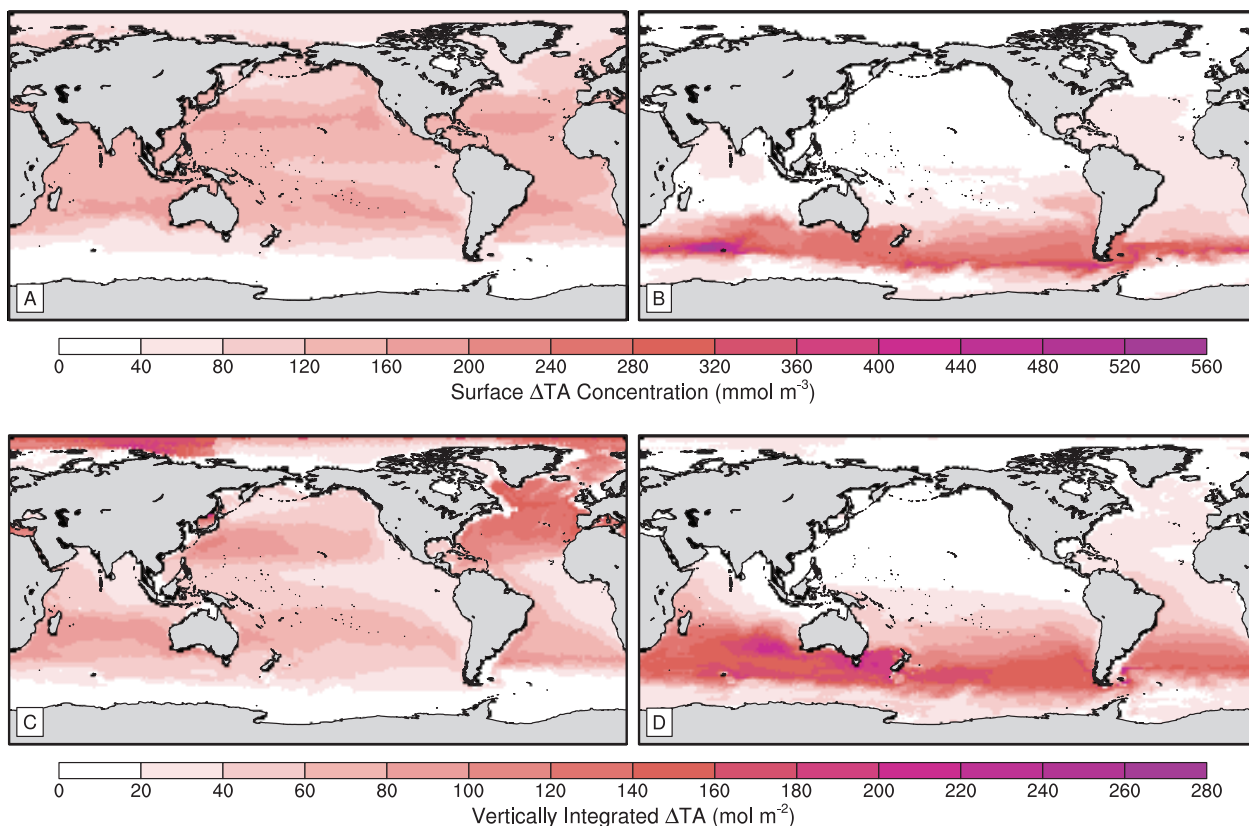 A
B
0 40 80 120 160 200 240 280 320 360 400 440 480 520 560
Surface ΔTA Concentration (mmol m⁻³)
C
D
0 20 40 60 80 100 120 140 160 180 200 220 240 260 280
Vertically Integrated ΔTA (mol m⁻²)